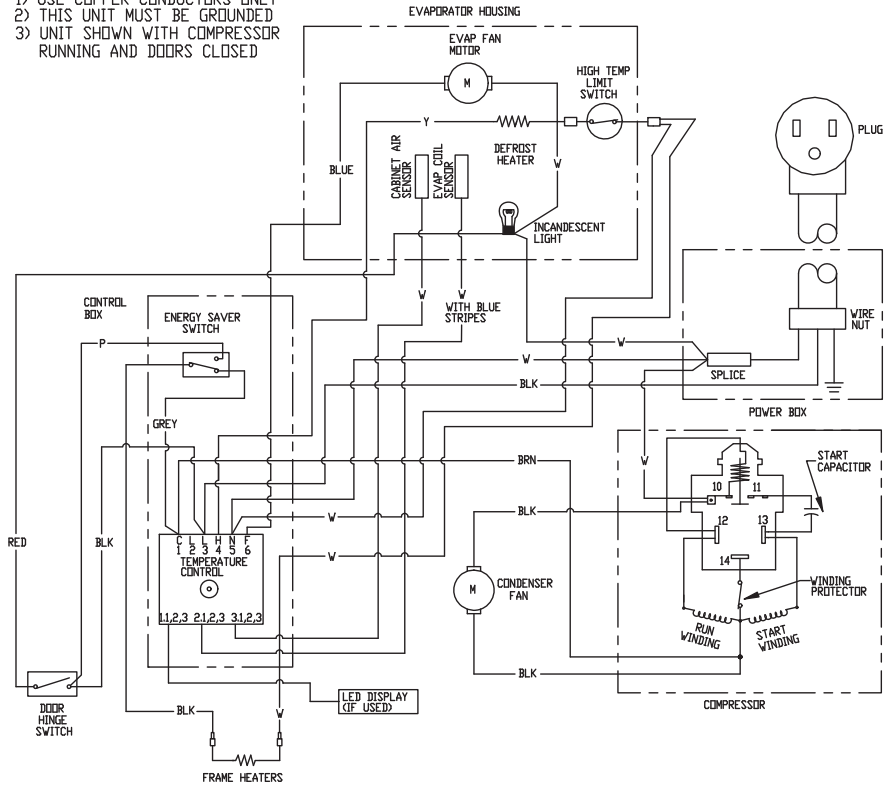 1) USE COPPER CONDUCTORS ONLY
2) THIS UNIT MUST BE GROUNDED
3) UNIT SHOWN WITH COMPRESSOR
RUNNING AND DOORS CLOSED
EVAPORATOR HOUSING
EVAP FAN
MOTOR
M
HIGH TEMP
LIMIT
SWITCH
Y
DEFROST
HEATER
W
BLUE
CABINET AIR
SENSOR
EVAP COIL
SENSOR
INCANDESCENT
LIGHT
PLUG
W
W
WITH BLUE
STRIPES
CONTROL
BOX
ENERGY SAVER
SWITCH
P
WIRE
NUT
W
W
SPLICE
BLK
POWER BOX
GREY
BRN
W
START
CAPACITOR
10
11
BLK
12
13
W
RED
BLK
C L L H N F
1 2 3 4 5 6
TEMPERATURE
CONTROL
W
14
M
CONDENSER
FAN
WINDING
PROTECTOR
1.1,2,3 2.1,2,3 3.1,2,3
RUN
WINDING
START
WINDING
BLK
LED DISPLAY
(IF USED)
COMPRESSOR
DOOR
HINGE
SWITCH
BLK
W
FRAME HEATERS